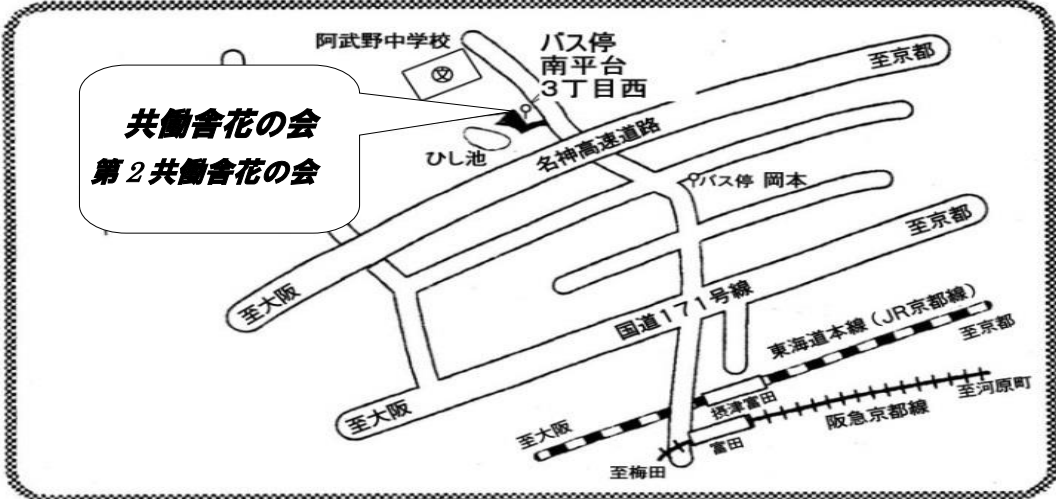 阿武野中学校
文
バス停
南平台
3丁目西
至京都
共働舎花の会
第2共働舎花の会
ひし池
名神高速道路
バス停 岡本
至京都
至大阪
国道171号線
東海道本線(JR京都線)
至京都
至大阪
摂津富田
至河原町
至大阪
阪急京都線
富田
至梅田